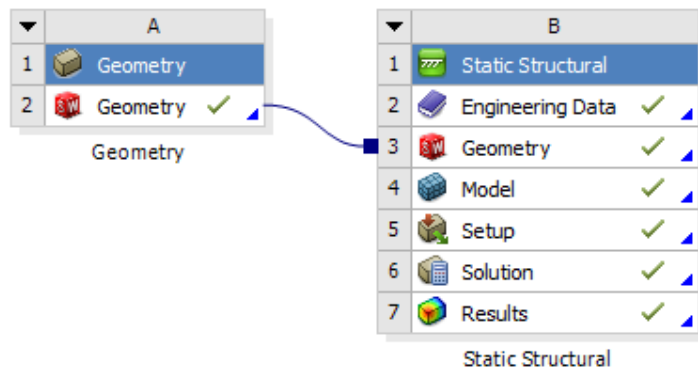 A
1 Geometry
2 Geometry
Geometry
B
1 Static Structural
2 Engineering Data
3 Geometry
4 Model
5 Setup
6 Solution
7 Results
Static Structural